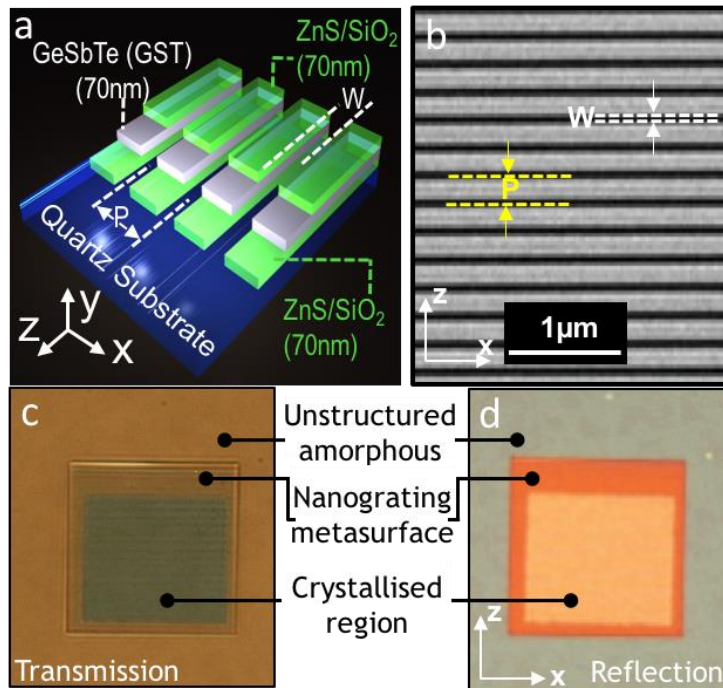 a
GeSbTe (GST)
(70nm)
ZnS/SiO₂
(70nm)
W
P
Quartz Substrate
ZnS/SiO₂
(70nm)
y
z
x
b
W
P
z
x
1µm
c
Unstructured
amorphous
Nanograting
metasurface
Crystallised
region
Transmission
d
z
x
Reflection